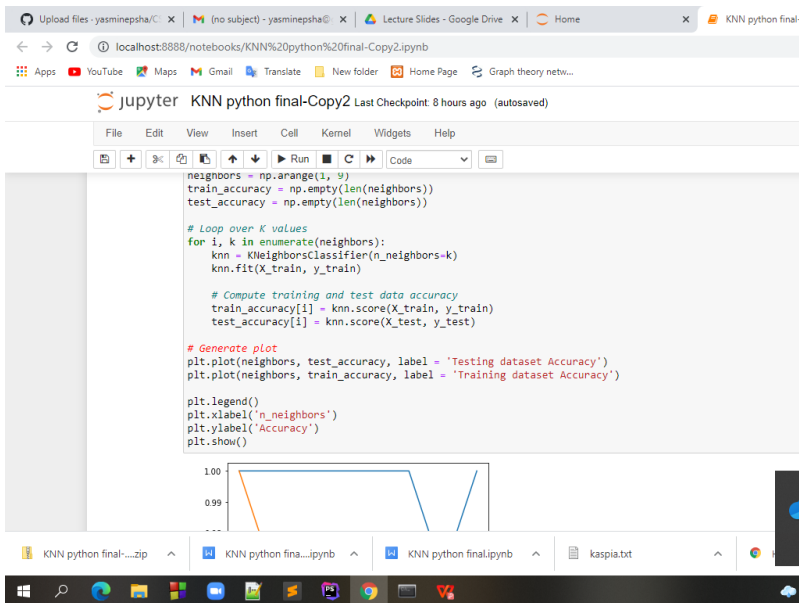 Upload files · yasminepsha/C
(no subject) - yasminepsha@
Lecture Slides - Google Drive
Home
KNN python final-
localhost:8888/notebooks/KNN%20python%20final-Copy2.ipynb
Apps YouTube Maps Gmail Translate New folder Home Page Graph theory netw...
jupyter KNN python final-Copy2 Last Checkpoint: 8 hours ago (autosaved)
File Edit View Insert Cell Kernel Widgets Help
Run Code
neighbors = np.arange(1, 9)
train_accuracy = np.empty(len(neighbors))
test_accuracy = np.empty(len(neighbors))
# Loop over K values
for i, k in enumerate(neighbors):
    knn = KNeighborsClassifier(n_neighbors=k)
    knn.fit(X_train, y_train)
    # Compute training and test data accuracy
    train_accuracy[i] = knn.score(X_train, y_train)
    test_accuracy[i] = knn.score(X_test, y_test)
# Generate plot
plt.plot(neighbors, test_accuracy, label = 'Testing dataset Accuracy')
plt.plot(neighbors, train_accuracy, label = 'Training dataset Accuracy')
plt.legend()
plt.xlabel('n_neighbors')
plt.ylabel('Accuracy')
plt.show()
1.00
0.99
KNN python final-....zip
KNN python fina....ipynb
KNN python final.ipynb
kaspia.txt
PS